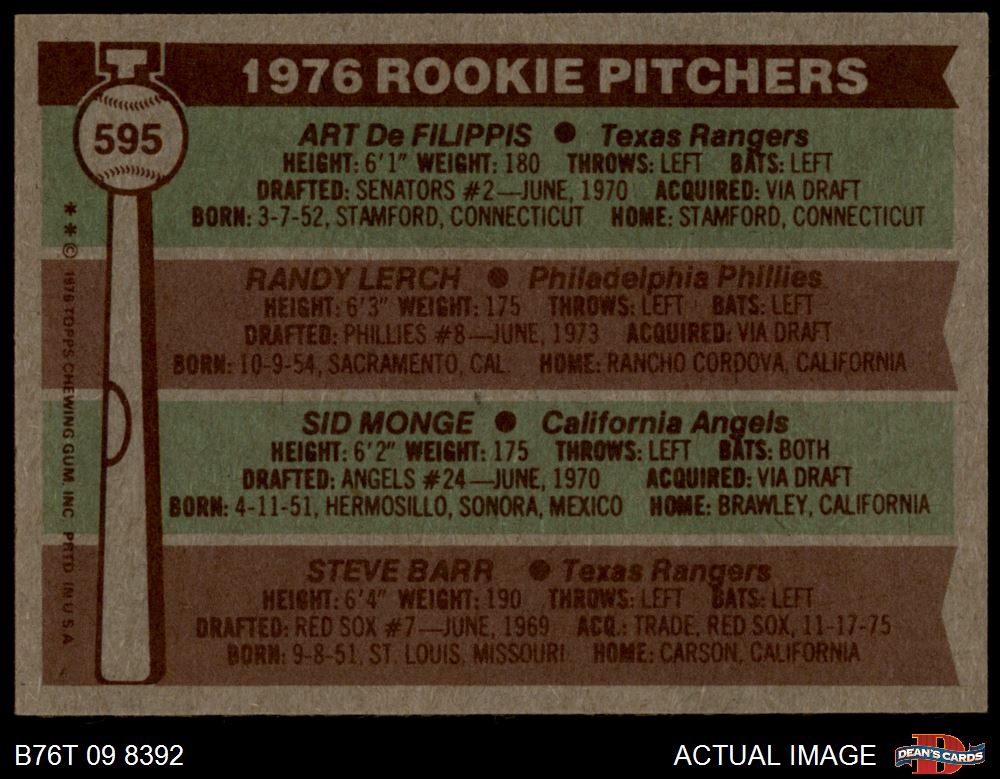 1976 ROOKIE PITCHERS
595
ART De FILIPPIS ● Texas Rangers
HEIGHT: 6'1" WEIGHT: 180 THROWS: LEFT BATS: LEFT
DRAFTED: SENATORS #2—JUNE, 1970 ACQUIRED: VIA DRAFT
BORN: 3-7-52, STAMFORD, CONNECTICUT HOME: STAMFORD, CONNECTICUT
RANDY LERCH ● Philadelphia Phillies
HEIGHT: 6'3" WEIGHT: 175 THROWS: LEFT BATS: LEFT
DRAFTED: PHILLIES #8—JUNE, 1973 ACQUIRED: VIA DRAFT
BORN: 10-9-54, SACRAMENTO, CAL. HOME: RANCHO CORDOVA, CALIFORNIA
SID MONGE ● California Angels
HEIGHT: 6'2" WEIGHT: 175 THROWS: LEFT BATS: BOTH
DRAFTED: ANGELS #24—JUNE, 1970 ACQUIRED: VIA DRAFT
BORN: 4-11-51, HERMOSILLO, SONORA, MEXICO HOME: BRAWLEY, CALIFORNIA
STEVE BARR ● Texas Rangers
HEIGHT: 6'4" WEIGHT: 190 THROWS: LEFT BATS: LEFT
DRAFTED: RED SOX #7—JUNE, 1969 ACQ.: TRADE, RED SOX, 11-17-75
BORN: 9-8-51, ST. LOUIS, MISSOURI HOME: CARSON, CALIFORNIA
* * © 1976 TOPPS CHEWING GUM, INC. PRTD. IN U S A
B76T 09 8392
ACTUAL IMAGE
D
DEAN'S CARDS